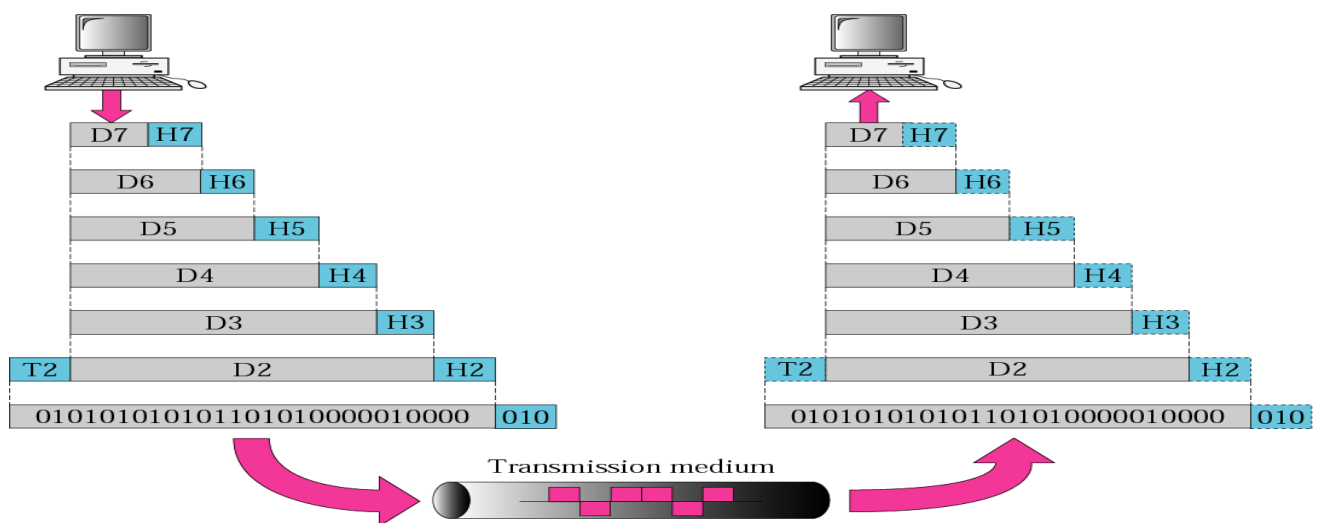 D7 H7
D6 H6
D5 H5
D4 H4
D3 H3
T2 D2 H2
010101010101101010000010000 010
Transmission medium
D7 H7
D6 H6
D5 H5
D4 H4
D3 H3
T2 D2 H2
010101010101101010000010000 010